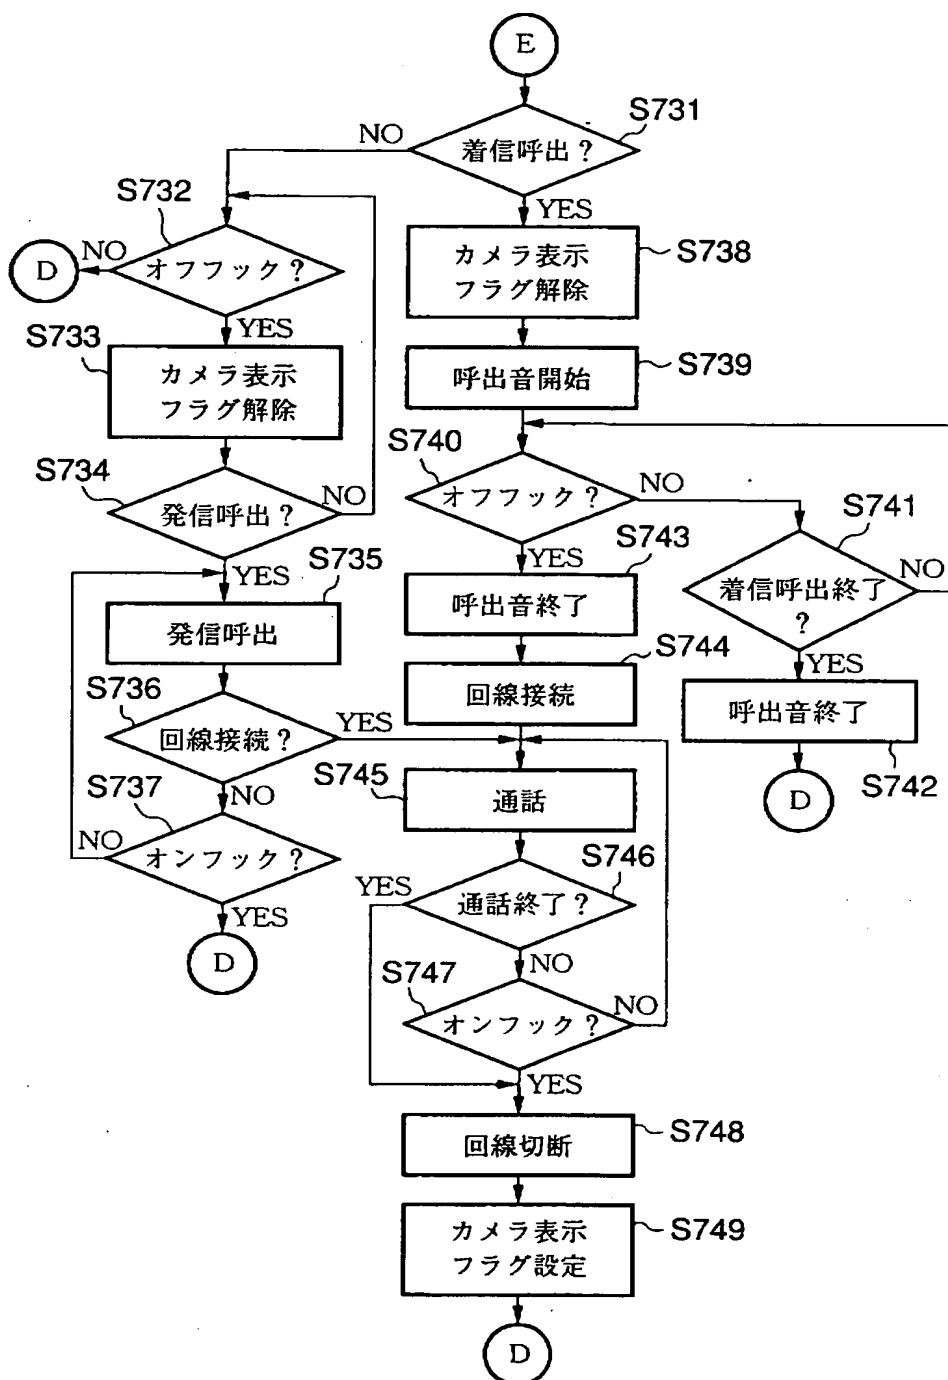 E
S731
着信呼出？
NO
YES
S732
オフフック？
NO
D
YES
S738
カメラ表示
フラグ解除
S733
カメラ表示
フラグ解除
S739
呼出音開始
S734
発信呼出？
NO
YES
S740
オフフック？
NO
YES
S741
着信呼出終了
？
NO
YES
S735
発信呼出
S743
呼出音終了
S744
回線接続
S742
呼出音終了
D
S736
回線接続？
YES
NO
S745
通話
S737
オンフック？
NO
YES
D
S746
通話終了？
YES
NO
S747
オンフック？
NO
YES
S748
回線切断
S749
カメラ表示
フラグ設定
D